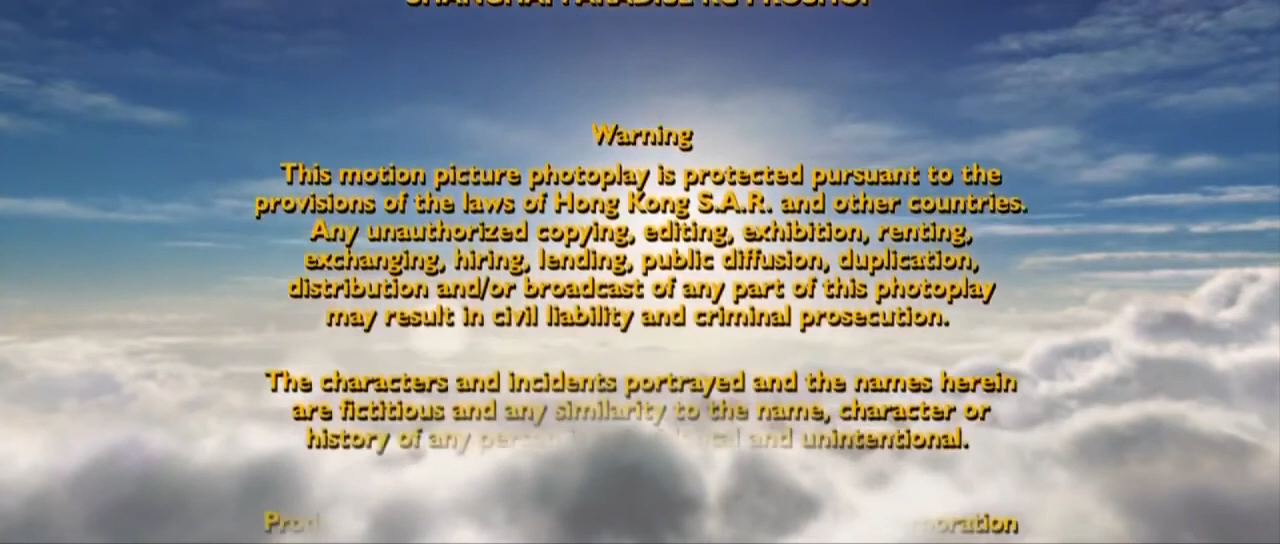 SHANGHAI PARADISE
Warning
This motion picture photoplay is protected pursuant to the
provisions of the laws of Hong Kong S.A.R. and other countries.
Any unauthorized copying, editing, exhibition, renting,
exchanging, hiring, lending, public diffusion, duplication,
distribution and/or broadcast of any part of this photoplay
may result in civil liability and criminal prosecution.
The characters and incidents portrayed and the names herein
are fictitious and any similarity to the name, character or
history of any and unintentional.